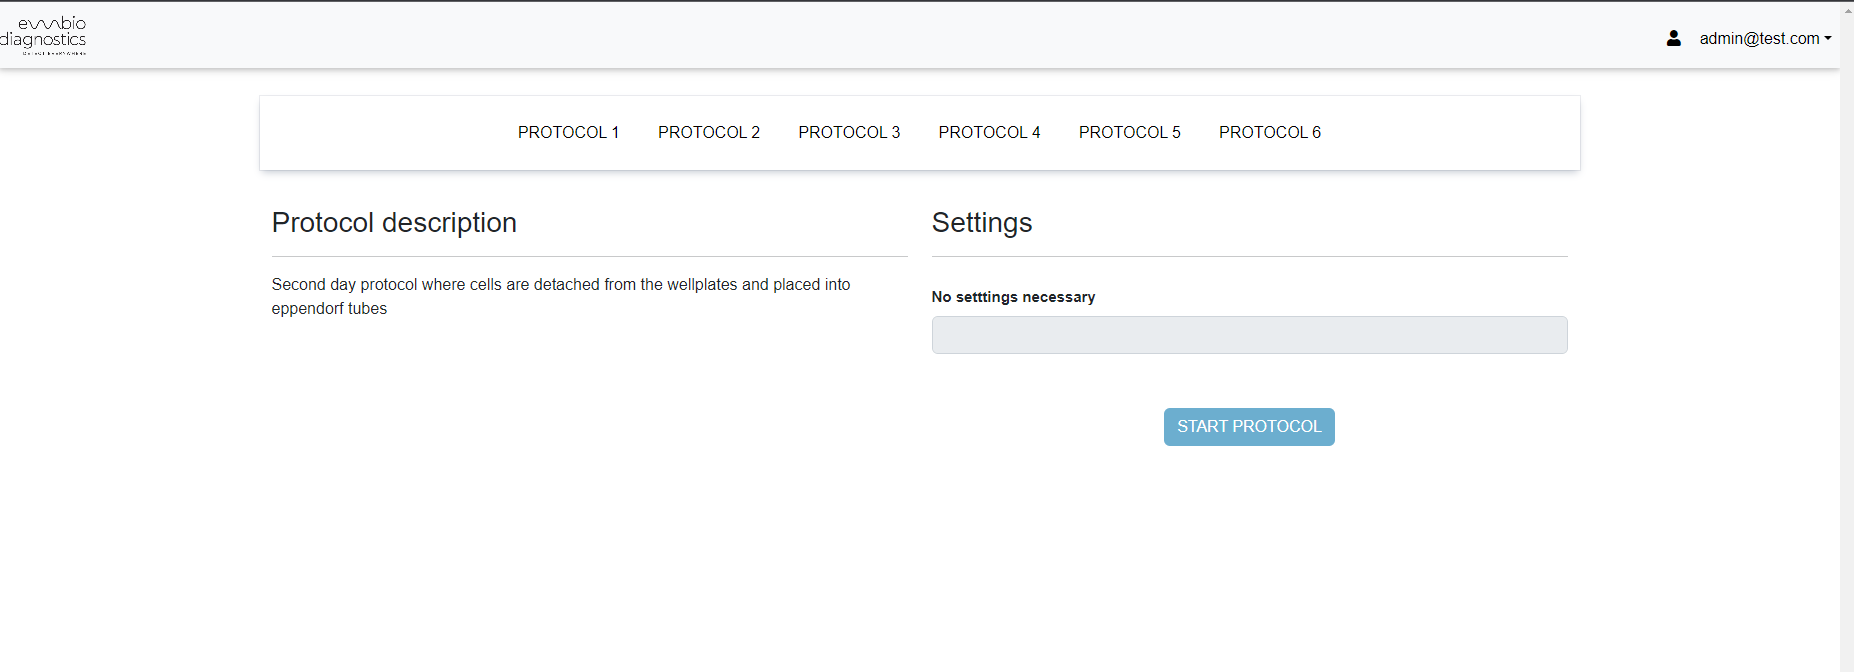 embio
diagnostics
admin@test.com
PROTOCOL 1 PROTOCOL 2 PROTOCOL 3 PROTOCOL 4 PROTOCOL 5 PROTOCOL 6
Protocol description
Second day protocol where cells are detached from the wellplates and placed into
eppendorf tubes
Settings
No setttings necessary
START PROTOCOL